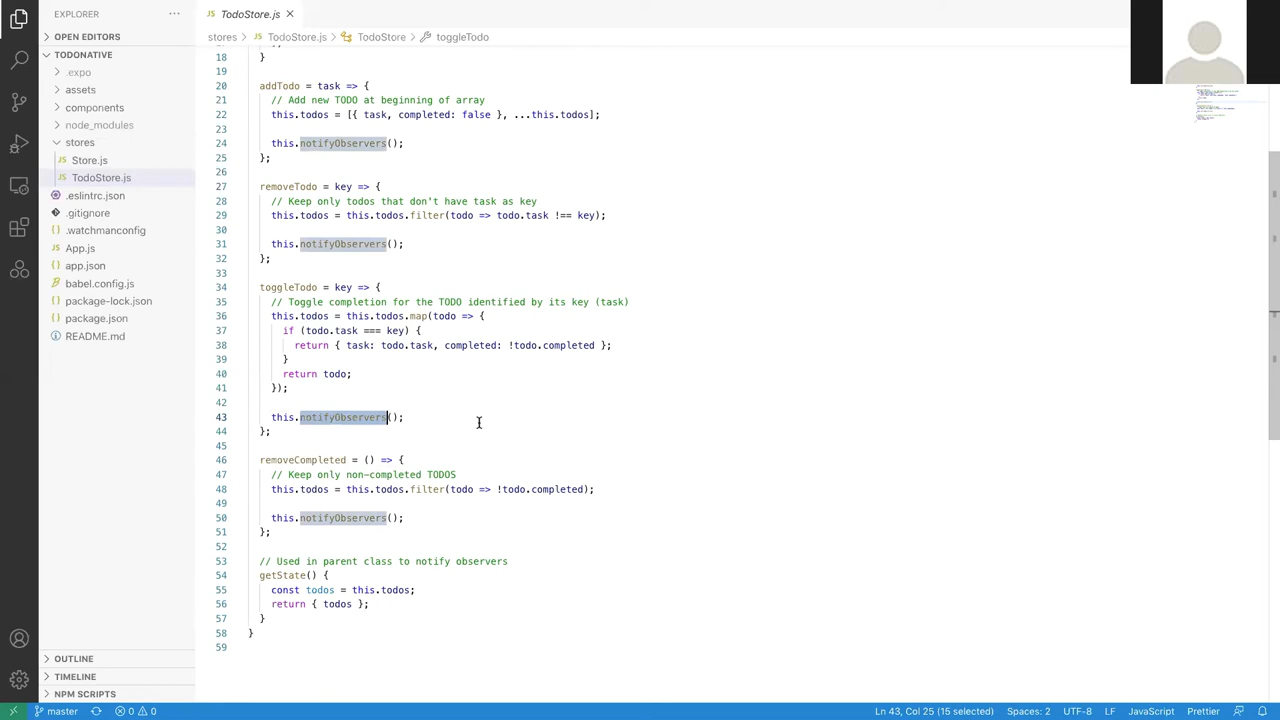 EXPLORER
OPEN EDITORS
TODONATIVE
.expo
assets
components
node_modules
stores
Store.js
TodoStore.js
.eslintrc.json
.gitignore
.watchmanconfig
App.js
app.json
babel.config.js
package-lock.json
package.json
README.md
OUTLINE
TIMELINE
NPM SCRIPTS
JS TodoStore.js
stores > JS TodoStore.js > TodoStore > toggleTodo
18 }
19
20 addTodo = task => {
21 // Add new TODO at beginning of array
22 this.todos = [{ task, completed: false }, ...this.todos];
23
24 this.notifyObservers();
25 };
26
27 removeTodo = key => {
28 // Keep only todos that don't have task as key
29 this.todos = this.todos.filter(todo => todo.task !== key);
30
31 this.notifyObservers();
32 };
33
34 toggleTodo = key => {
35 // Toggle completion for the TODO identified by its key (task)
36 this.todos = this.todos.map(todo => {
37 if (todo.task === key) {
38 return { task: todo.task, completed: !todo.completed };
39 }
40 return todo;
41 });
42
43 this.notifyObservers();
44 };
45
46 removeCompleted = () => {
47 // Keep only non-completed TODOS
48 this.todos = this.todos.filter(todo => !todo.completed);
49
50 this.notifyObservers();
51 };
52
53 // Used in parent class to notify observers
54 getState() {
55 const todos = this.todos;
56 return { todos };
57 }
58 }
59
master 0 0 Ln 43, Col 25 (15 selected) Spaces: 2 UTF-8 LF JavaScript Prettier